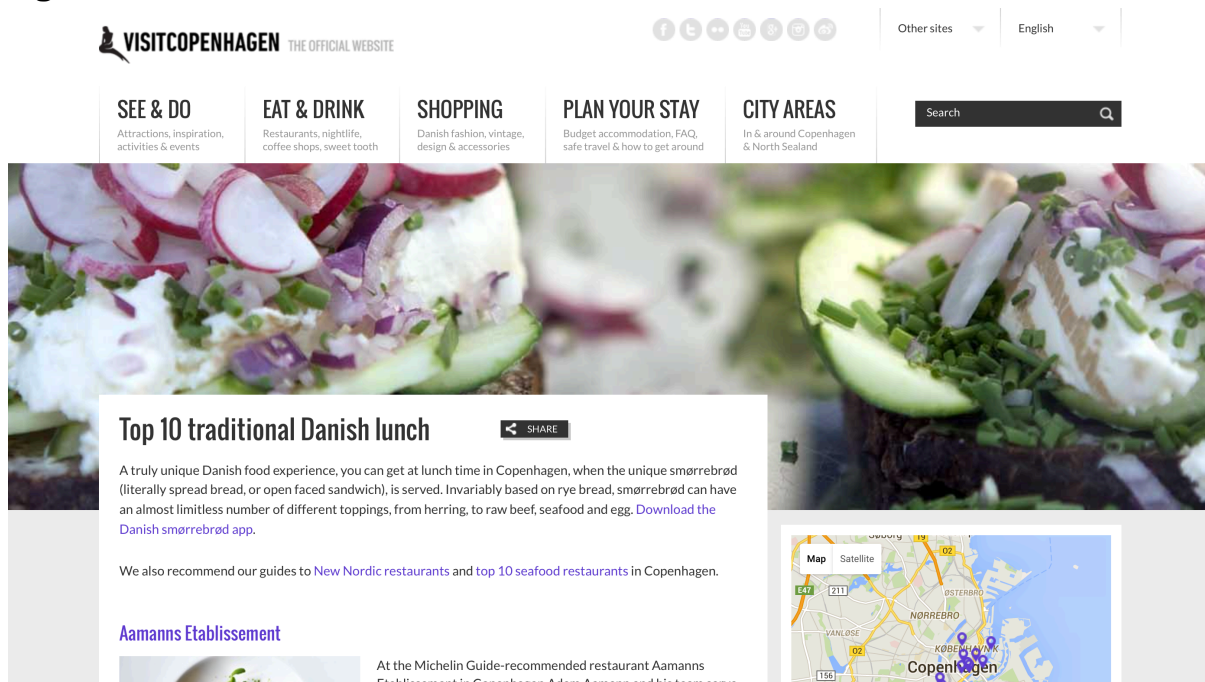 VISITCOPENHAGEN THE OFFICIAL WEBSITE
Other sites
English
SEE & DO
Attractions, inspiration,
activities & events
EAT & DRINK
Restaurants, nightlife,
coffee shops, sweet tooth
SHOPPING
Danish fashion, vintage,
design & accessories
PLAN YOUR STAY
Budget accommodation, FAQ,
safe travel & how to get around
CITY AREAS
In & around Copenhagen
& North Sealand
Search
Top 10 traditional Danish lunch
SHARE
A truly unique Danish food experience, you can get at lunch time in Copenhagen, when the unique smørrebrød
(literally spread bread, or open faced sandwich), is served. Invariably based on rye bread, smørrebrød can have
an almost limitless number of different toppings, from herring, to raw beef, seafood and egg. Download the
Danish smørrebrød app.
We also recommend our guides to New Nordic restaurants and top 10 seafood restaurants in Copenhagen.
Aamanns Etablissement
At the Michelin Guide-recommended restaurant Aamanns
Map Satellite
19
O2
E47 211
ØSTERBRO
NØRREBRO
VANLØSE
O2
156